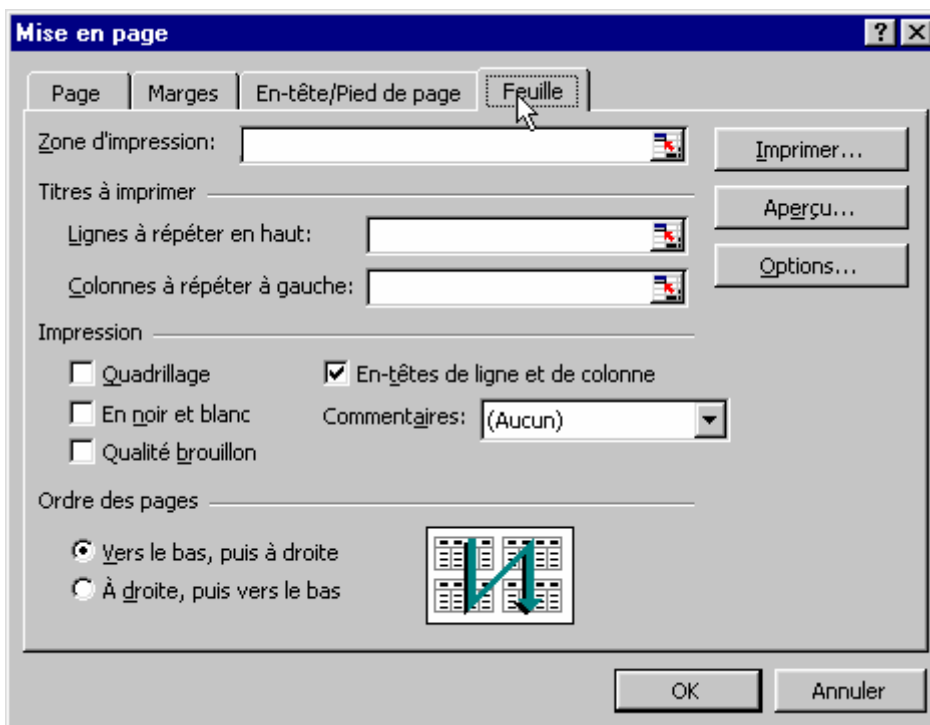 Mise en page
Page Marges En-tête/Pied de page Feuille
Zone d'impression:
Imprimer...
Titres à imprimer
Aperçu...
Lignes à répéter en haut:
Options...
Colonnes à répéter à gauche:
Impression
Quadrillage
En-têtes de ligne et de colonne
En noir et blanc
Commentaires: (Aucun)
Qualité brouillon
Ordre des pages
Vers le bas, puis à droite
À droite, puis vers le bas
OK Annuler